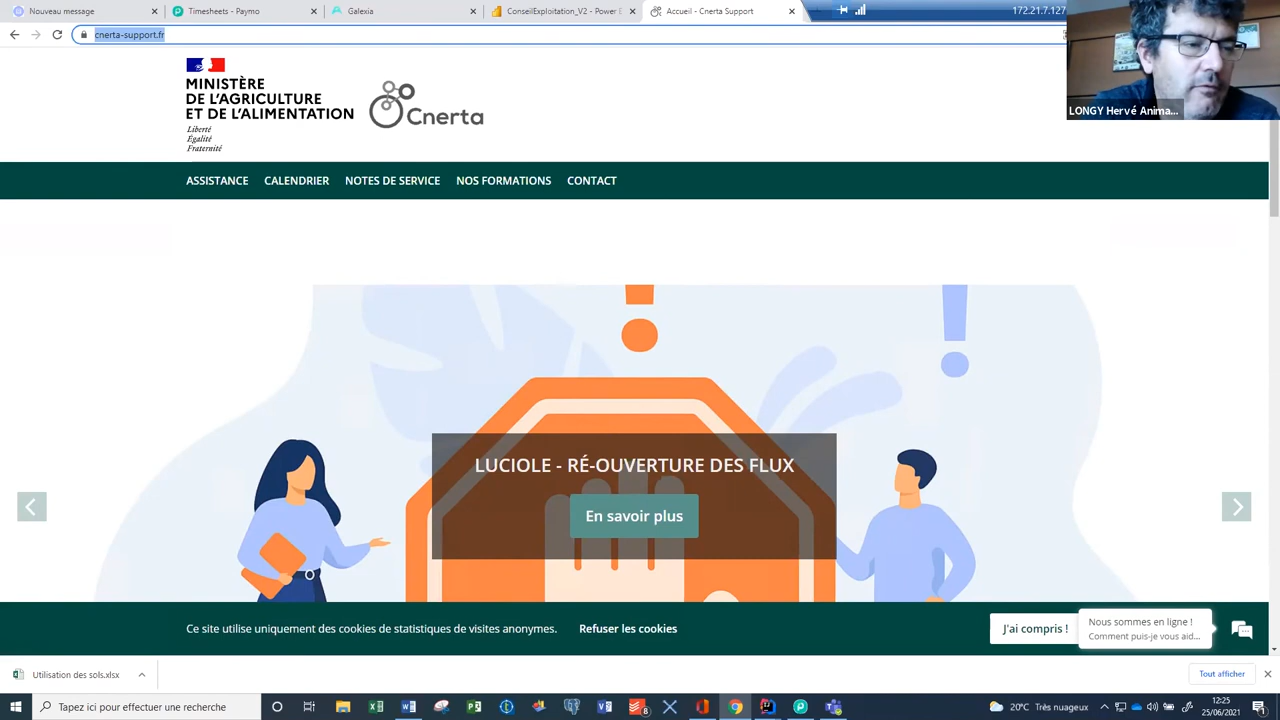 Nouveau message
Timesheets - Paymo
Galexia
ConseilExploitation_V2 - Power B
Accueil - Cnerta Support
172.21.7.127
cnerta-support.fr
LONGY Hervé Anima...
MINISTÈRE
DE L'AGRICULTURE
ET DE L'ALIMENTATION
Liberté
Égalité
Fraternité
Cnerta
ASSISTANCE
CALENDRIER
NOTES DE SERVICE
NOS FORMATIONS
CONTACT
LUCIOLE - RÉ-OUVERTURE DES FLUX
En savoir plus
Ce site utilise uniquement des cookies de statistiques de visites anonymes.
Refuser les cookies
J'ai compris !
Nous sommes en ligne !
Comment puis-je vous aid...
Utilisation des sols.xlsx
Tout afficher
Tapez ici pour effectuer une recherche
8
20°C Très nuageux
12:25
25/06/2021
1